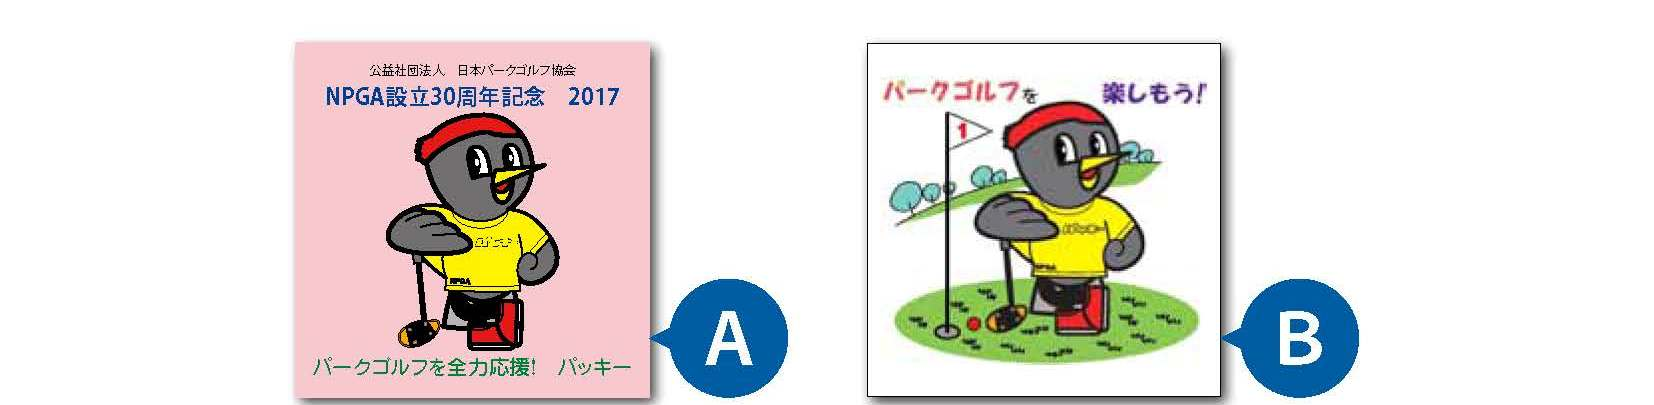 公益社団法人　日本パークゴルフ協会
NPGA設立30周年記念　2017
NPGA
パークゴルフを全力応援!　パッキー
A
パークゴルフを　楽しもう!
1
B